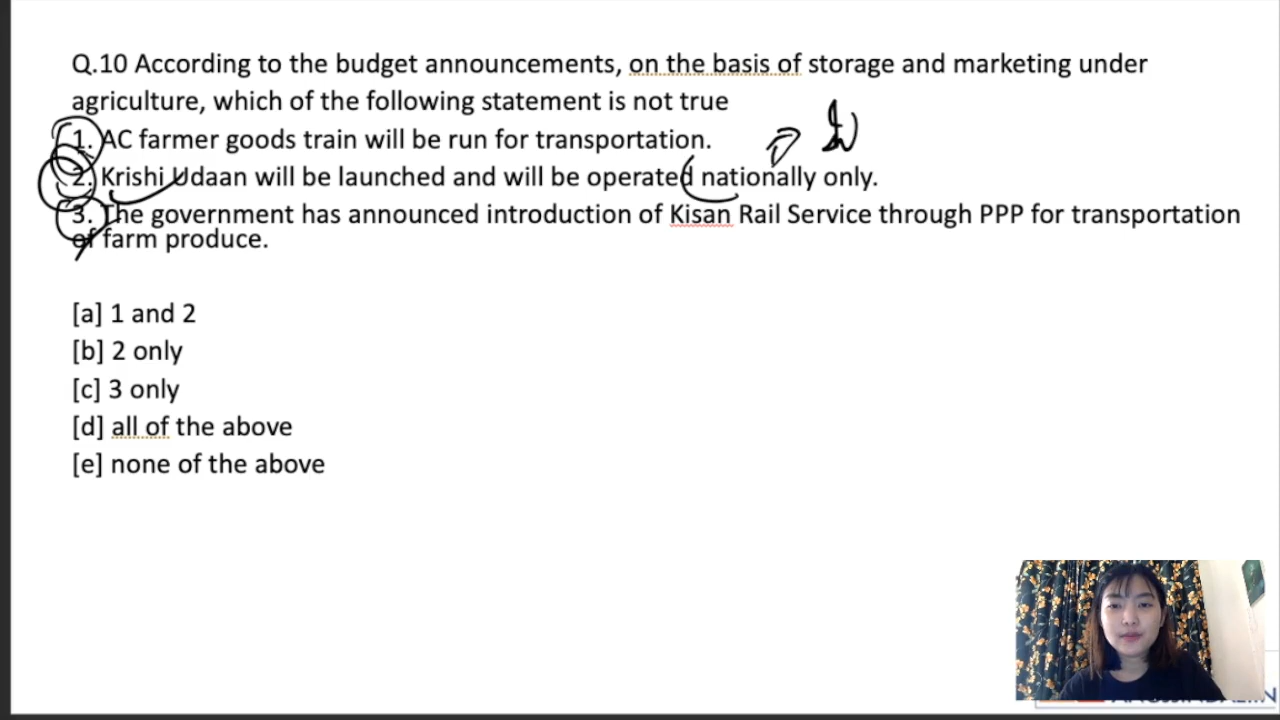 Q.10 According to the budget announcements, on the basis of storage and marketing under
agriculture, which of the following statement is not true
1. AC farmer goods train will be run for transportation.
2. Krishi Udaan will be launched and will be operated nationally only.
3. The government has announced introduction of Kisan Rail Service through PPP for transportation
of farm produce.
[a] 1 and 2
[b] 2 only
[c] 3 only
[d] all of the above
[e] none of the above